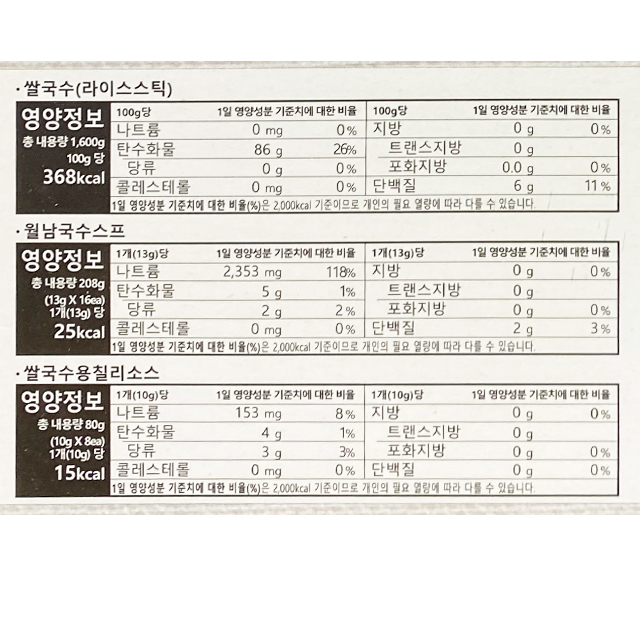 · 쌀국수(라이스스틱)
영양정보 총 내용량 1,600g 100g 당 368kcal
100g당 1일 영양성분 기준치에 대한 비율 100g당 1일 영양성분 기준치에 대한 비율
나트륨 0 mg 0% 지방 0 g 0%
탄수화물 86 g 26% 트랜스지방 0 g
당류 0 g 0% 포화지방 0.0 g 0%
콜레스테롤 0 mg 0% 단백질 6 g 11%
1일 영양성분 기준치에 대한 비율(%)은 2,000kcal 기준이므로 개인의 필요 열량에 따라 다를 수 있습니다.
· 월남국수스프
영양정보 총 내용량 208g (13g X 16ea) 1개(13g) 당 25kcal
1개(13g)당 1일 영양성분 기준치에 대한 비율 1개(13g)당 1일 영양성분 기준치에 대한 비율
나트륨 2,353 mg 118% 지방 0 g 0%
탄수화물 5 g 1% 트랜스지방 0 g
당류 2 g 2% 포화지방 0 g 0%
콜레스테롤 0 mg 0% 단백질 2 g 3%
1일 영양성분 기준치에 대한 비율(%)은 2,000kcal 기준이므로 개인의 필요 열량에 따라 다를 수 있습니다.
· 쌀국수용칠리소스
영양정보 총 내용량 80g (10g X 8ea) 1개(10g) 당 15kcal
1개(10g)당 1일 영양성분 기준치에 대한 비율 1개(10g)당 1일 영양성분 기준치에 대한 비율
나트륨 153 mg 8% 지방 0 g 0%
탄수화물 4 g 1% 트랜스지방 0 g
당류 3 g 3% 포화지방 0 g 0%
콜레스테롤 0 mg 0% 단백질 0 g 0%
1일 영양성분 기준치에 대한 비율(%)은 2,000kcal 기준이므로 개인의 필요 열량에 따라 다를 수 있습니다.